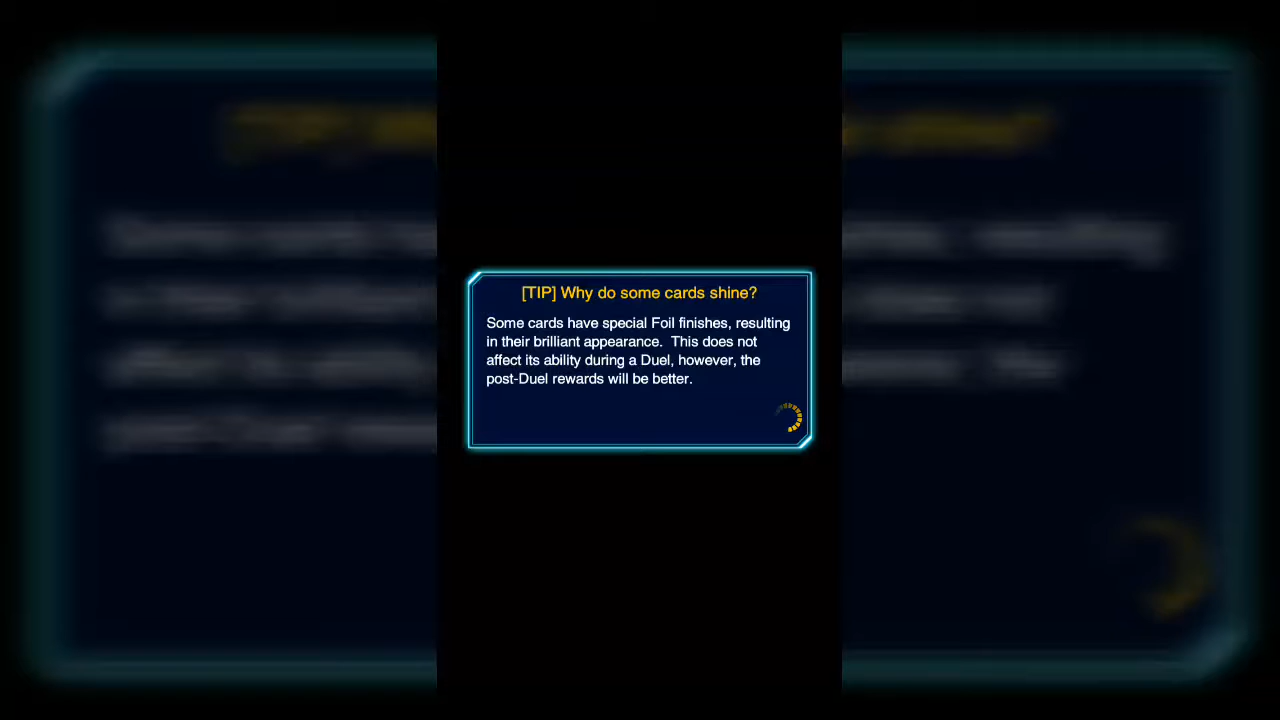 [TIP] Why do some cards shine?
Some cards have special Foil finishes, resulting
in their brilliant appearance.  This does not
affect its ability during a Duel, however, the
post-Duel rewards will be better.